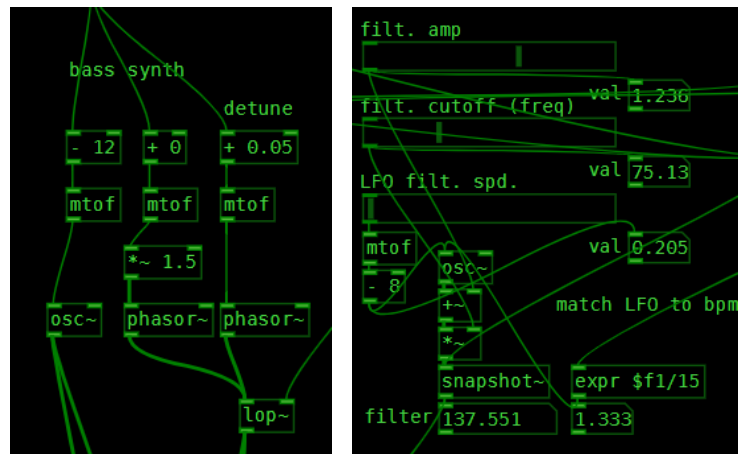 bass synth
detune
- 12
+ 0
+ 0.05
mtof
mtof
mtof
*~ 1.5
osc~
phasor~
phasor~
lop~
filt. amp
val 1.236
filt. cutoff (freq)
val 75.13
LFO filt. spd.
mtof
osc~
val 0.205
- 8
+~
match LFO to bpm
*~
snapshot~
expr $f1/15
filter 137.551
1.333